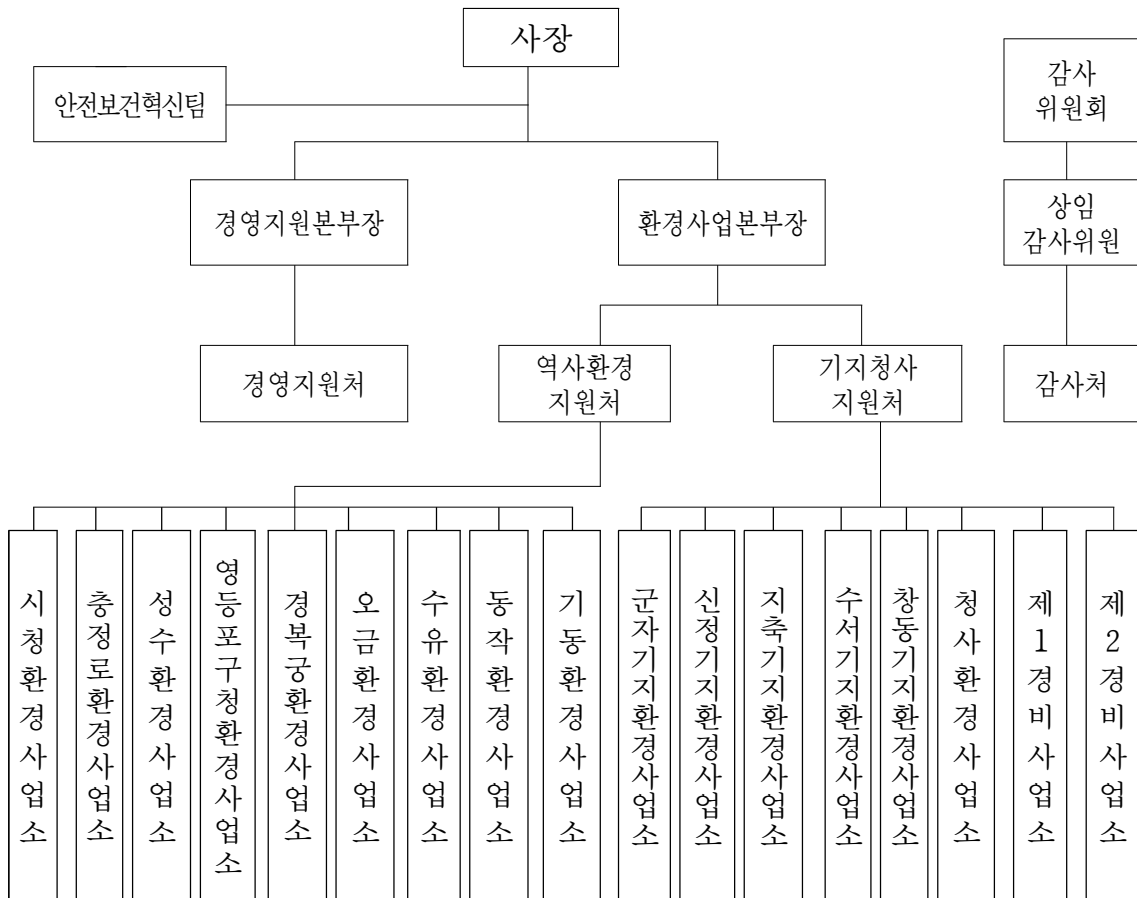 사장
감사
위원회
안전보건혁신팀
경영지원본부장
환경사업본부장
상임
감사위원
경영지원처
역사환경
지원처
기지청사
지원처
감사처
시청환경사업소
충정로환경사업소
성수환경사업소
영등포구청환경사업소
경복궁환경사업소
오금환경사업소
수유환경사업소
동작환경사업소
기동환경사업소
군자기지환경사업소
신정기지환경사업소
지축기지환경사업소
수서기지환경사업소
창동기지환경사업소
청사환경사업소
제1경비사업소
제2경비사업소